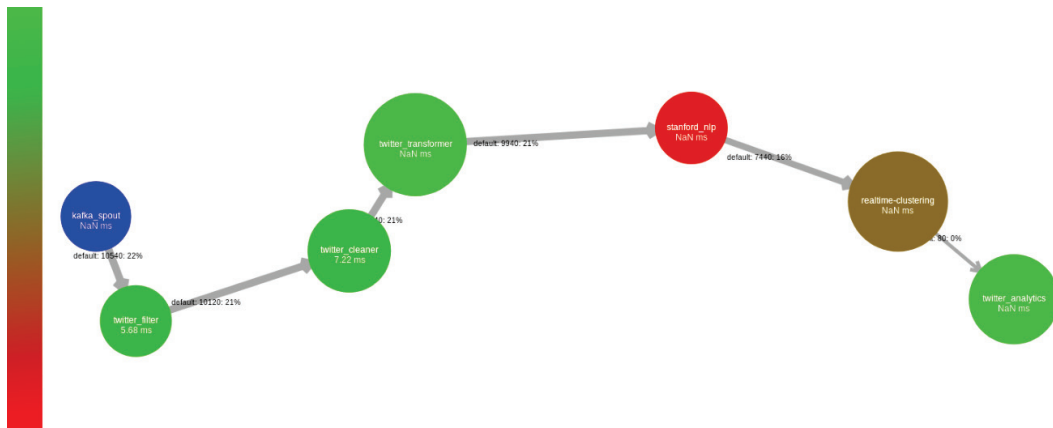 kafka_spout
NaN ms
default: 10540: 22%
twitter_filter
5.68 ms
default: 10120: 21%
twitter_cleaner
7.22 ms
40: 21%
twitter_transformer
NaN ms
default: 9940: 21%
stanford_nlp
NaN ms
default: 7440: 16%
realtime-clustering
NaN ms
80: 0%
twitter_analytics
NaN ms